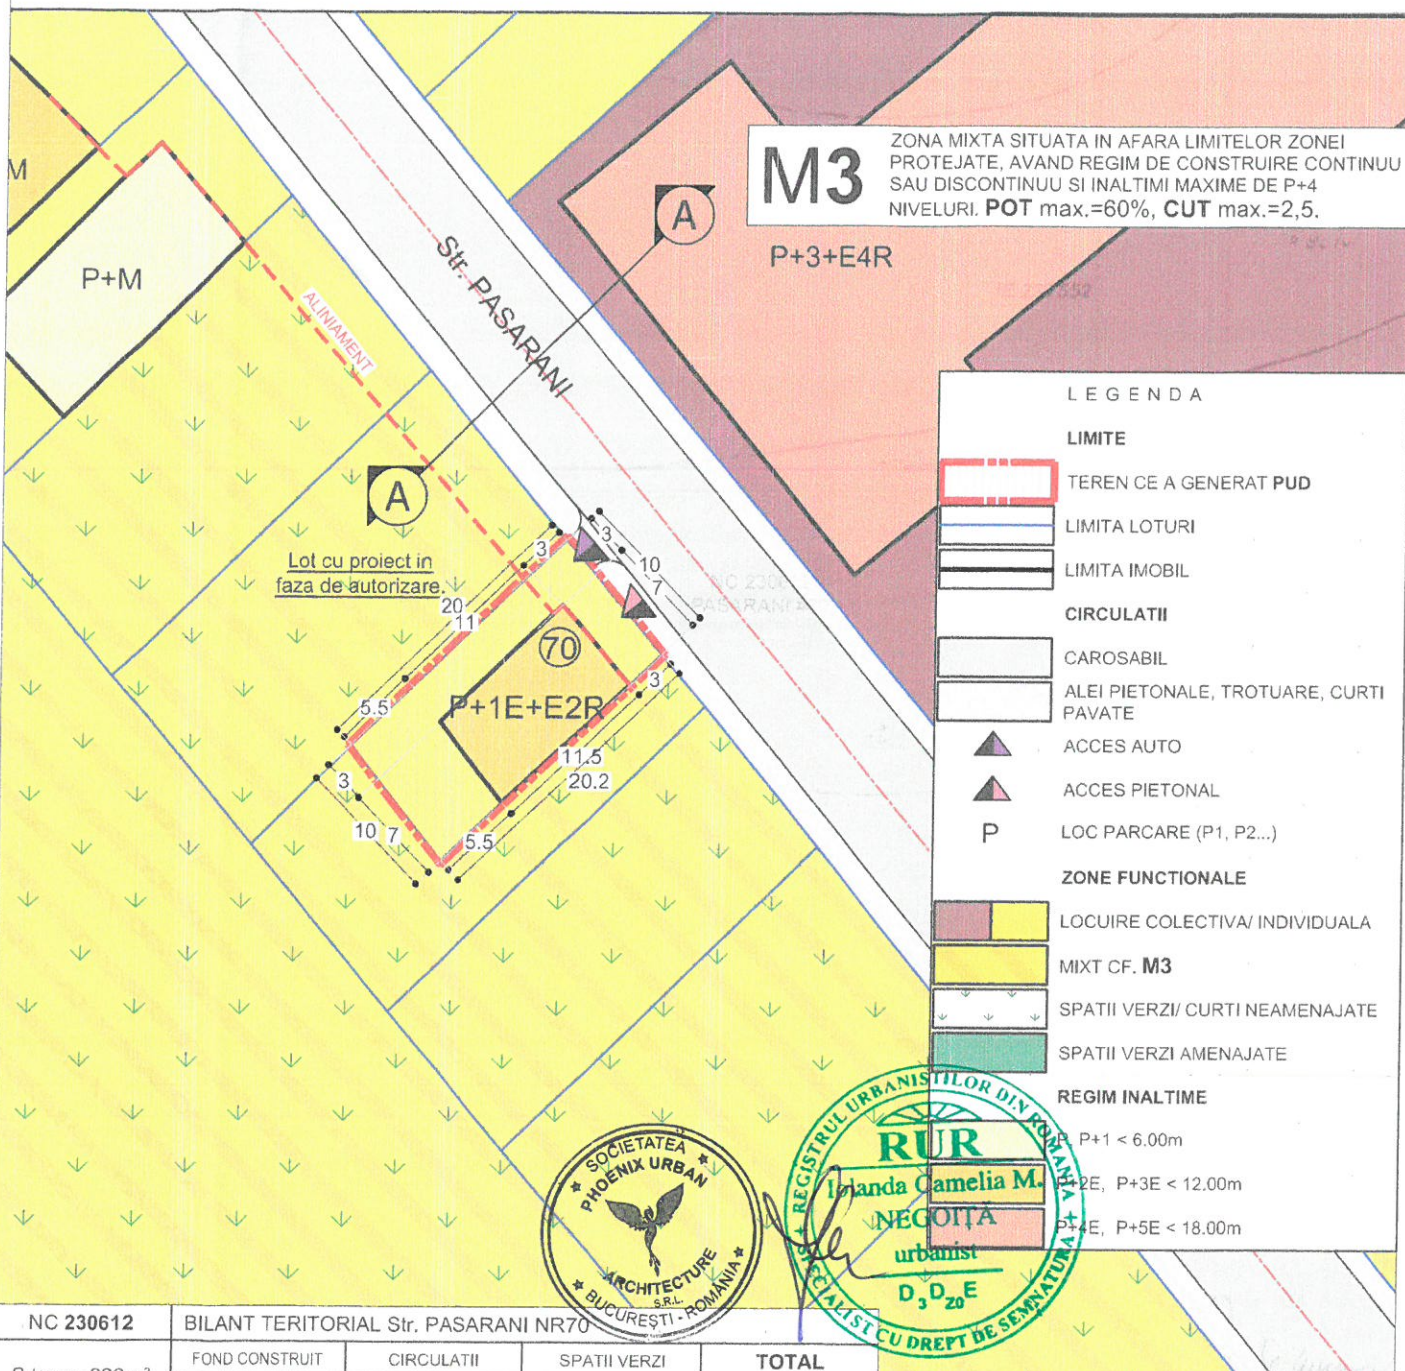 M3
ZONA MIXTA SITUATA IN AFARA LIMITELOR ZONEI
PROTEJATE, AVAND REGIM DE CONSTRUIRE CONTINUU
SAU DISCONTINUU SI INALTIMI MAXIME DE P+4
NIVELURI. POT max.=60%, CUT max.=2,5.
M
P+M
A
P+3+E4R
Str. PASARANI
ALINIAMENT
A
Lot cu proiect in
faza de autorizare.
3
3
10
7
20
11
70
P+1E+E2R
5.5
3
11.5
20.2
3
10
7
5.5
LEGENDA
LIMITE
TEREN CE A GENERAT PUD
LIMITA LOTURI
LIMITA IMOBIL
CIRCULATII
CAROSABIL
ALEI PIETONALE, TROTUARE, CURTI
PAVATE
ACCES AUTO
ACCES PIETONAL
P
LOC PARCARE (P1, P2...)
ZONE FUNCTIONALE
LOCUIRE COLECTIVA/ INDIVIDUALA
MIXT CF. M3
SPATII VERZI/ CURTI NEAMENAJATE
SPATII VERZI AMENAJATE
REGIM INALTIME
P, P+1 < 6.00m
P+2E, P+3E < 12.00m
P+4E, P+5E < 18.00m
SOCIETATEA
PHOENIX URBAN
ARCHITECTURE
S.R.L.
BUCUREŞTI - ROMÂNIA
REGISTRUL URBANIŞTILOR DIN ROMÂNIA
RUR
Camelia M.
NEGOIŢĂ
urbanist
D3 DZ0 E
SPECIALIST CU DREPT DE SEMNĂTURĂ
NC 230612
BILANT TERITORIAL Str. PASARANI NR70
FOND CONSTRUIT
CIRCULATII
SPATII VERZI
TOTAL